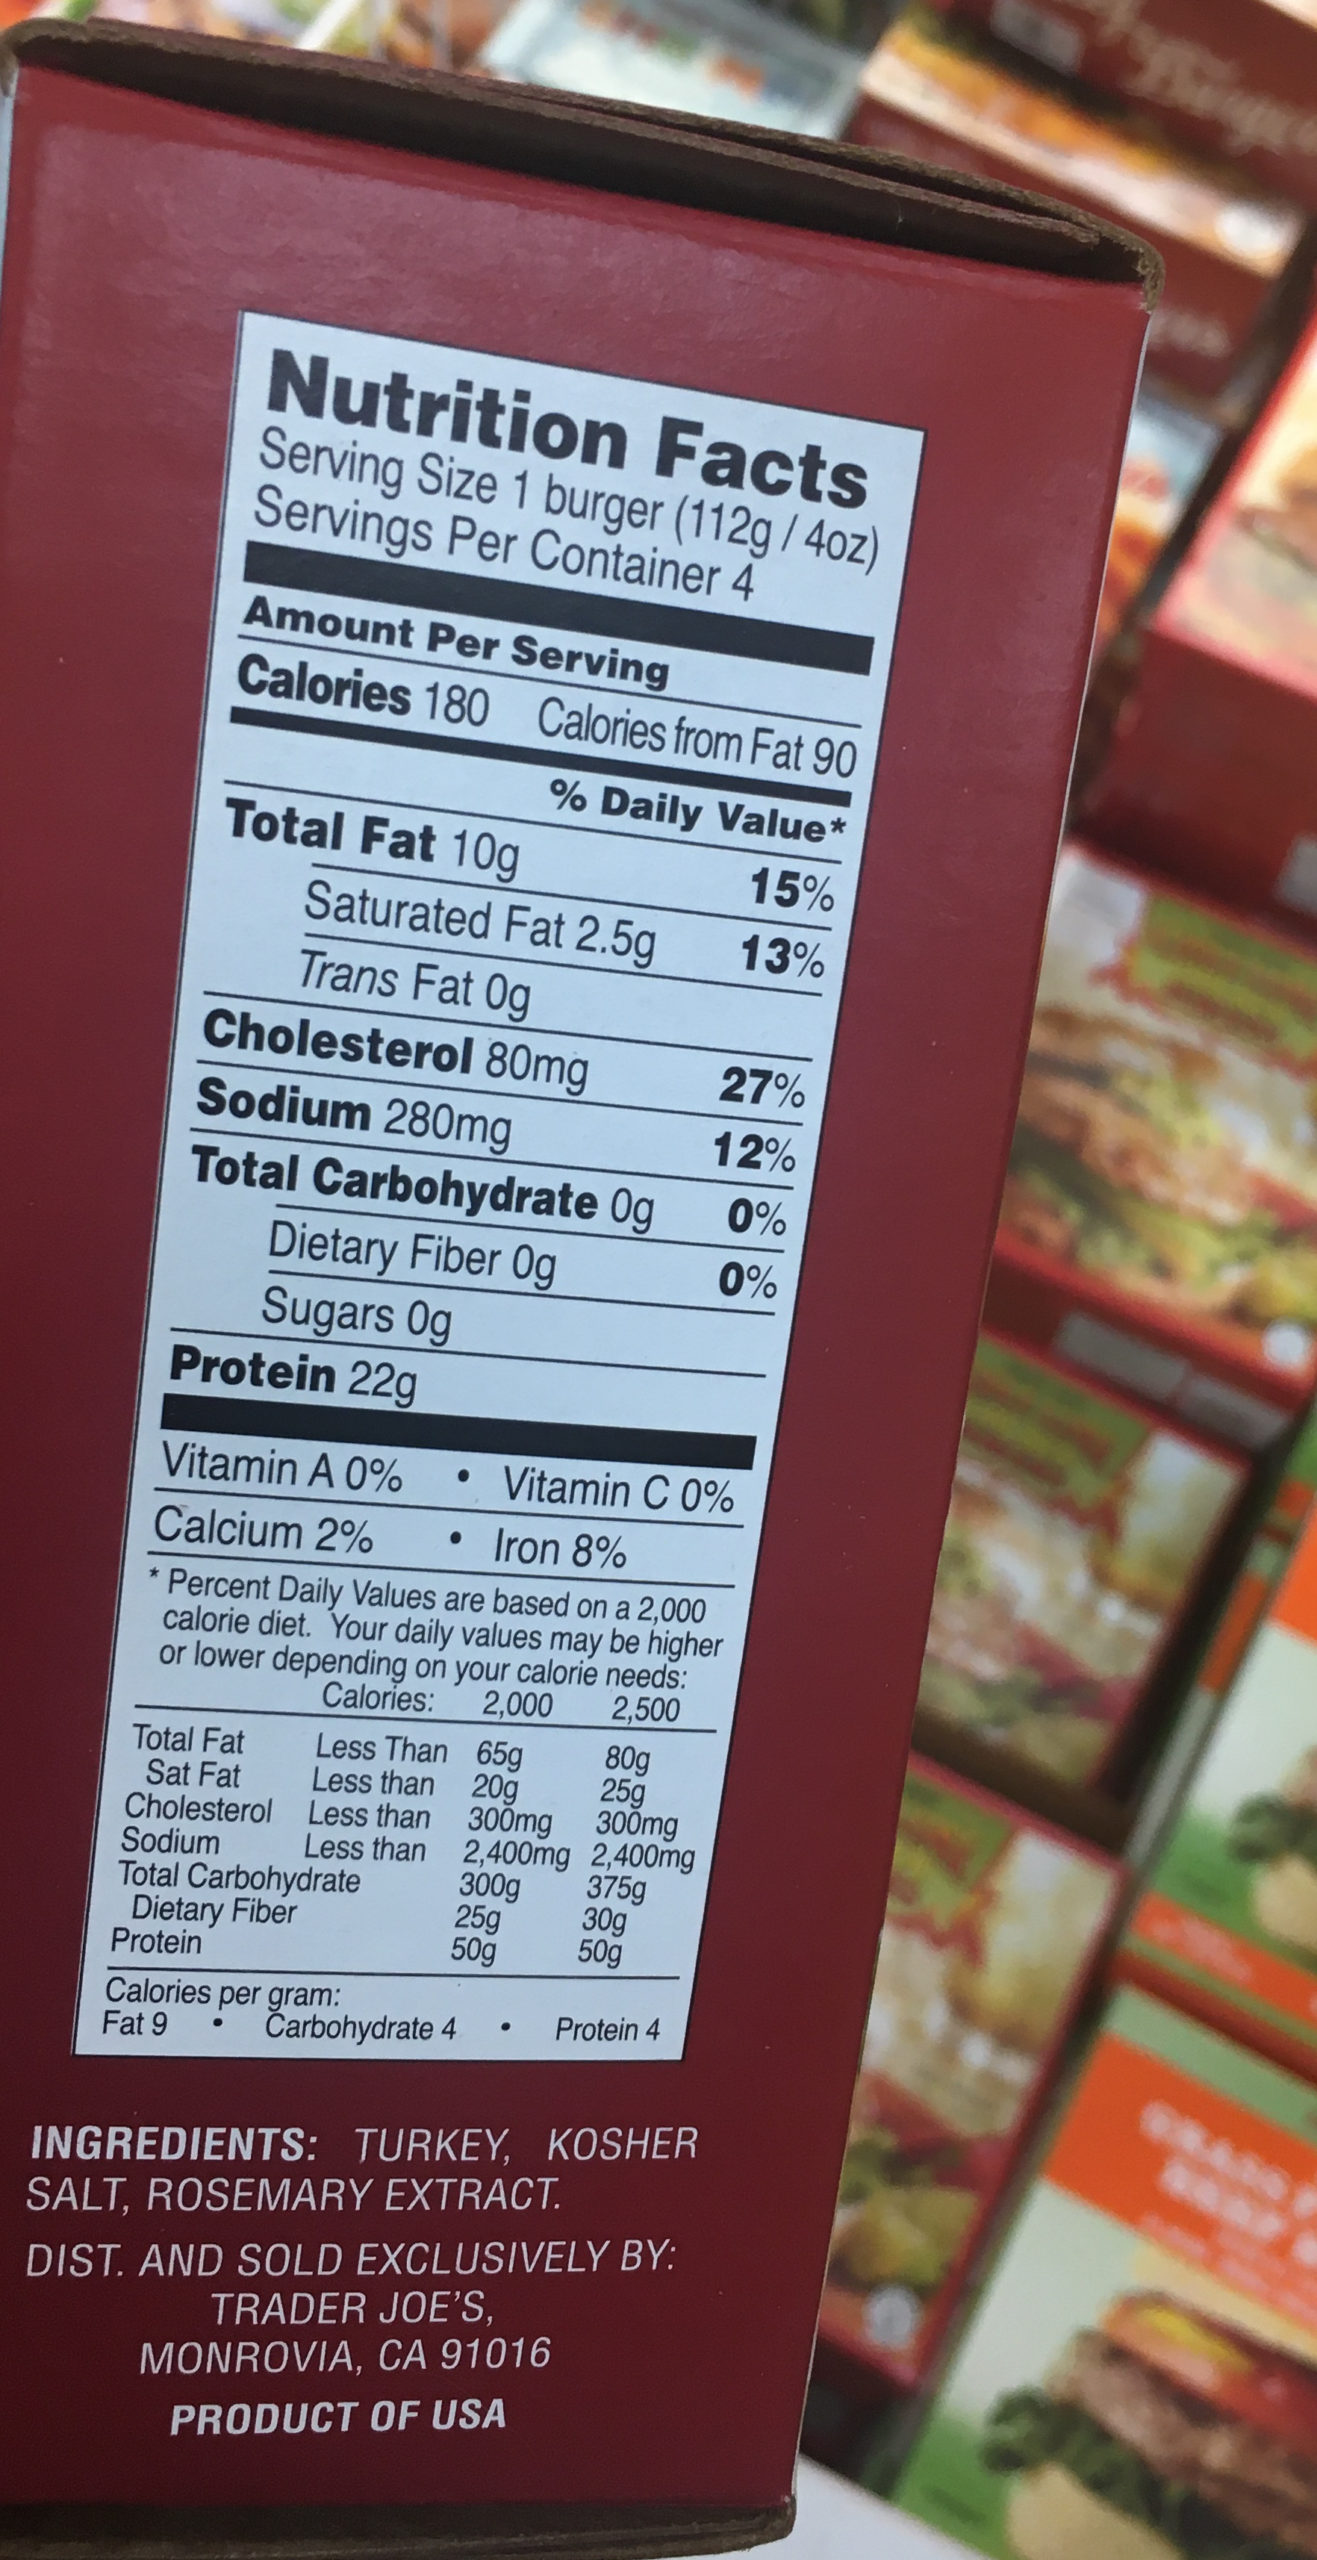 Nutrition Facts
Serving Size 1 burger (112g / 4oz)
Servings Per Container 4
Amount Per Serving
Calories 180 Calories from Fat 90
% Daily Value*
Total Fat 10g 15%
Saturated Fat 2.5g 13%
Trans Fat 0g
Cholesterol 80mg 27%
Sodium 280mg 12%
Total Carbohydrate 0g 0%
Dietary Fiber 0g 0%
Sugars 0g
Protein 22g
Vitamin A 0% • Vitamin C 0%
Calcium 2% • Iron 8%
* Percent Daily Values are based on a 2,000
calorie diet. Your daily values may be higher
or lower depending on your calorie needs:
Calories: 2,000 2,500
Total Fat Less Than 65g 80g
Sat Fat Less than 20g 25g
Cholesterol Less than 300mg 300mg
Sodium Less than 2,400mg 2,400mg
Total Carbohydrate 300g 375g
Dietary Fiber 25g 30g
Protein 50g 50g
Calories per gram:
Fat 9 • Carbohydrate 4 • Protein 4
INGREDIENTS: TURKEY, KOSHER
SALT, ROSEMARY EXTRACT.
DIST. AND SOLD EXCLUSIVELY BY:
TRADER JOE'S,
MONROVIA, CA 91016
PRODUCT OF USA